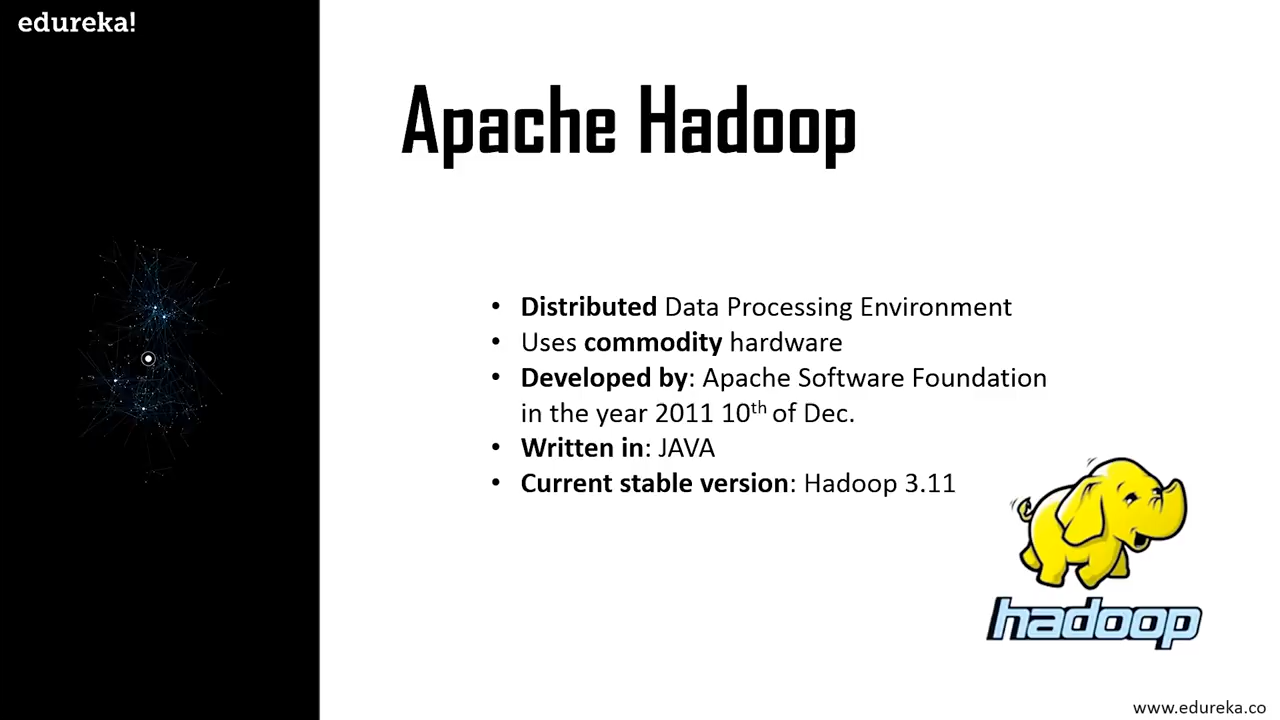 edureka!
Apache Hadoop
• Distributed Data Processing Environment
• Uses commodity hardware
• Developed by: Apache Software Foundation
in the year 2011 10th of Dec.
• Written in: JAVA
• Current stable version: Hadoop 3.11
hadoop
www.edureka.co